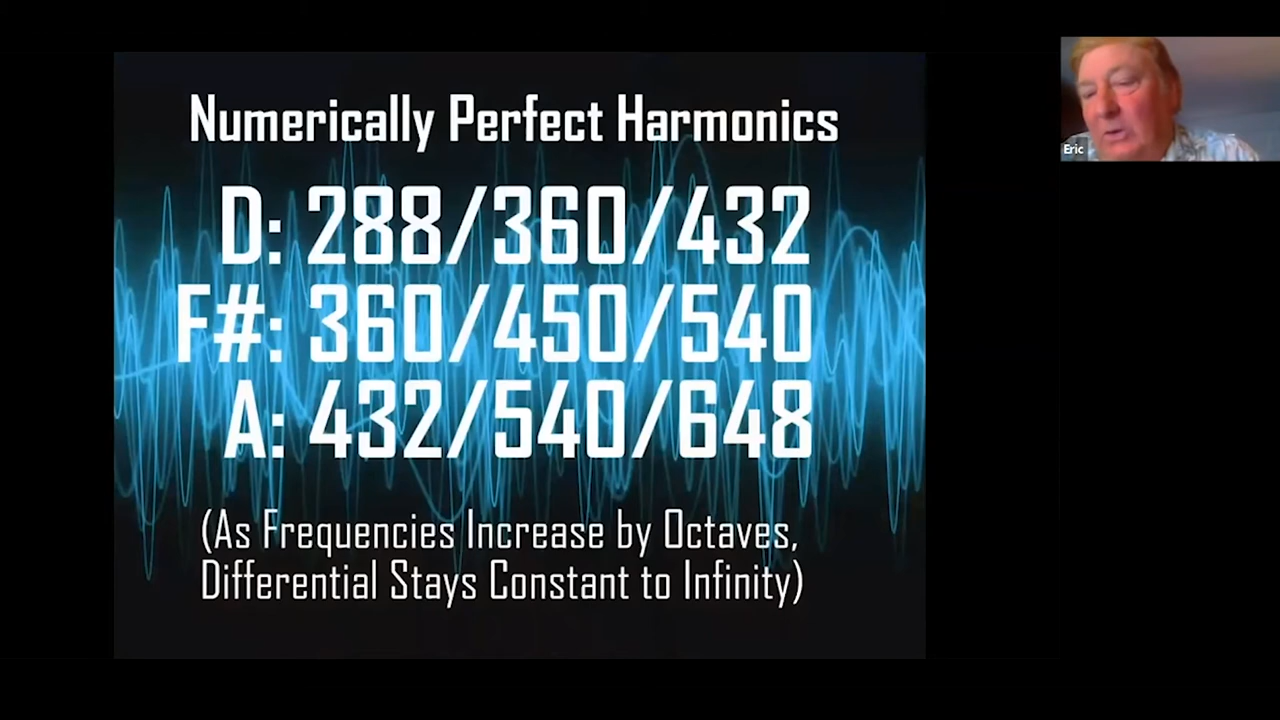 Numerically Perfect Harmonics
D: 288/360/432
F#: 360/450/540
A: 432/540/648
(As Frequencies Increase by Octaves,
Differential Stays Constant to Infinity)
Eric